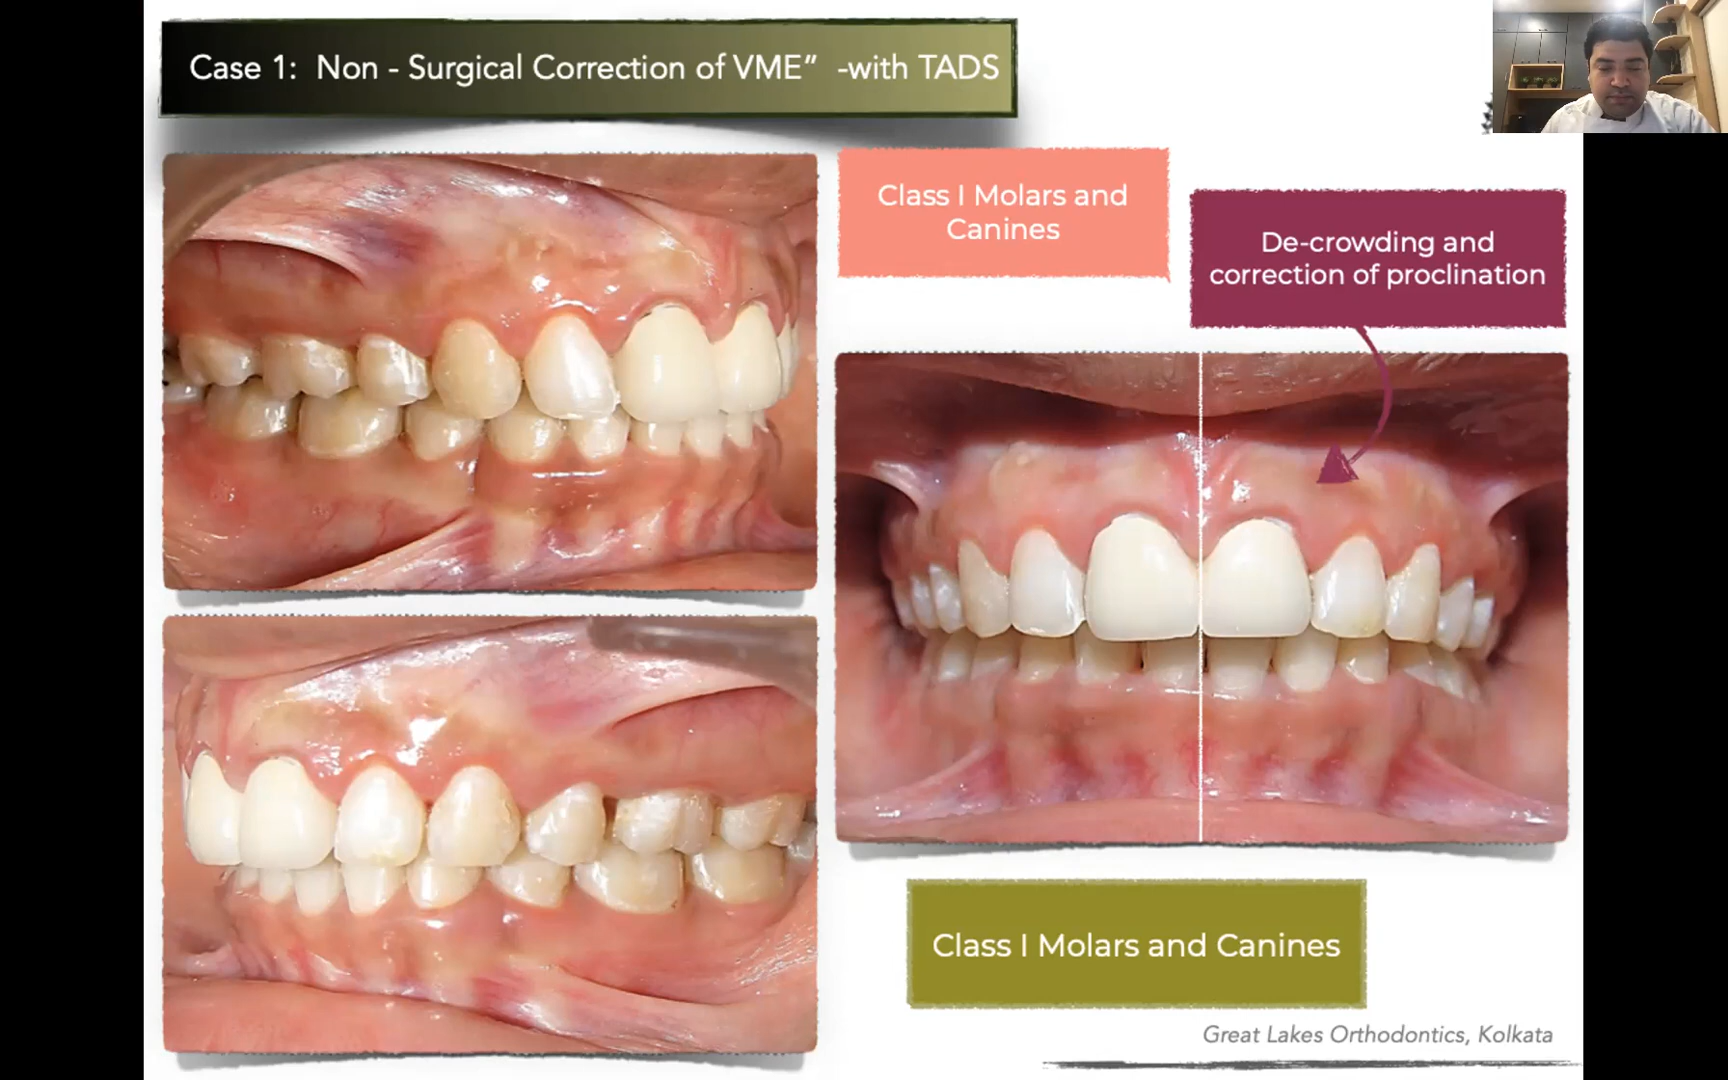 Case 1:  Non - Surgical Correction of VME”  -with TADS
Class I Molars and
Canines
De-crowding and
correction of proclination
Class I Molars and Canines
Great Lakes Orthodontics, Kolkata